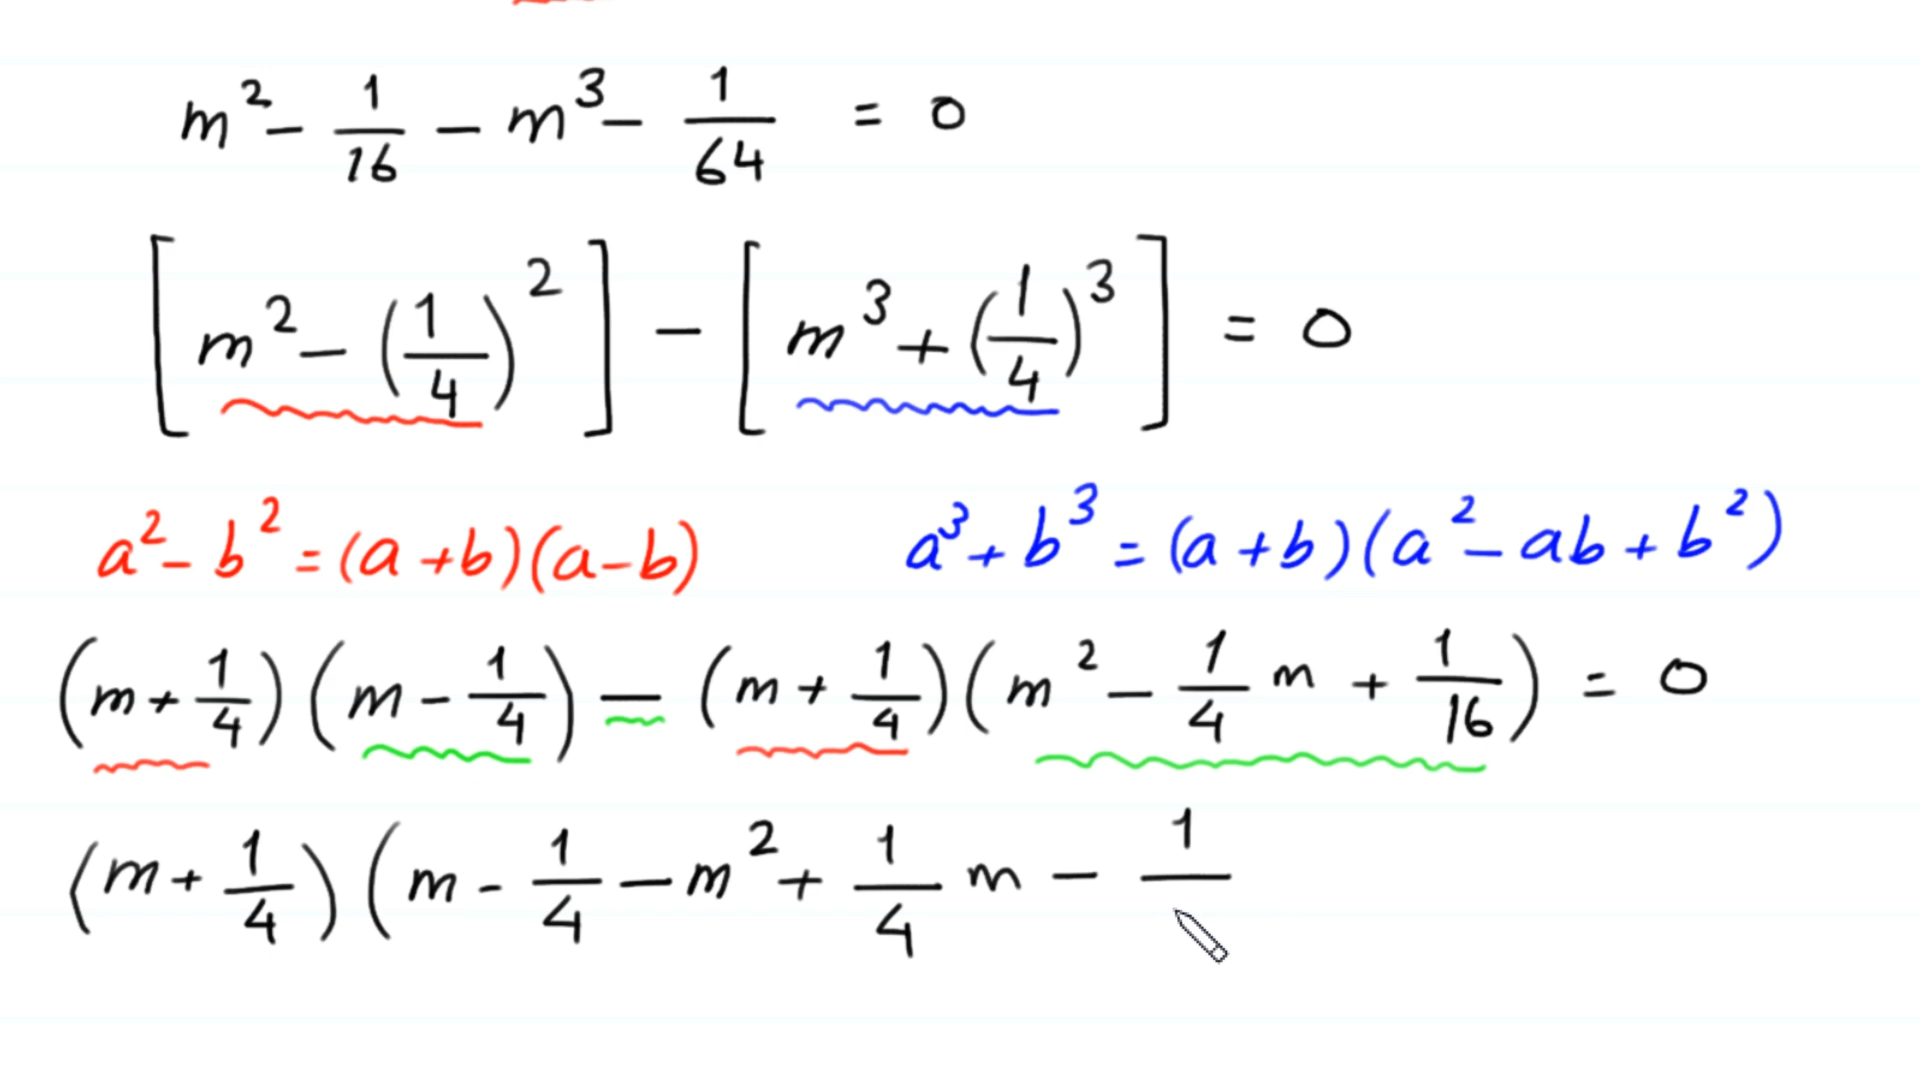 m² - 1/16 - m³ - 1/64 = 0
[m² - (1/4)²] - [m³ + (1/4)³] = 0
a² - b² = (a + b)(a - b) a³ + b³ = (a + b)(a² - ab + b²)
(m + 1/4)(m - 1/4) - (m + 1/4)(m² - 1/4 m + 1/16) = 0
(m + 1/4)(m - 1/4 - m² + 1/4 m - 1/